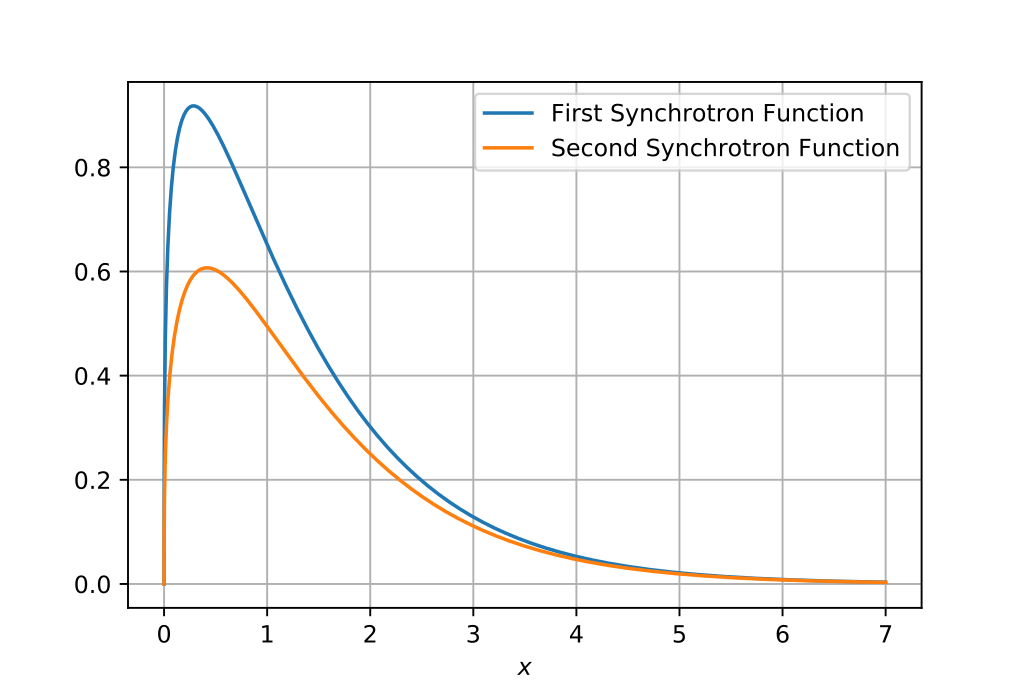 First Synchrotron Function
Second Synchrotron Function
0.8
0.6
0.4
0.2
0.0
0 1 2 3 4 5 6 7
x